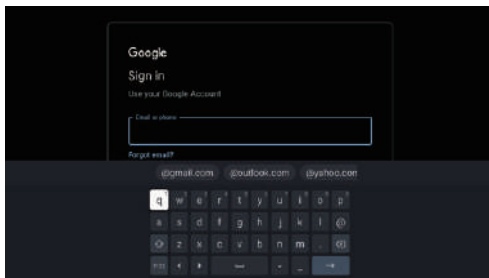 Google
Sign in
Use your Google Account
Email or phone
Forgot email?
@gmail.com @outlook.com @yahoo.com
q w e r t y u i o p
a s d f g h j k l @
z x c v b n m .
- _